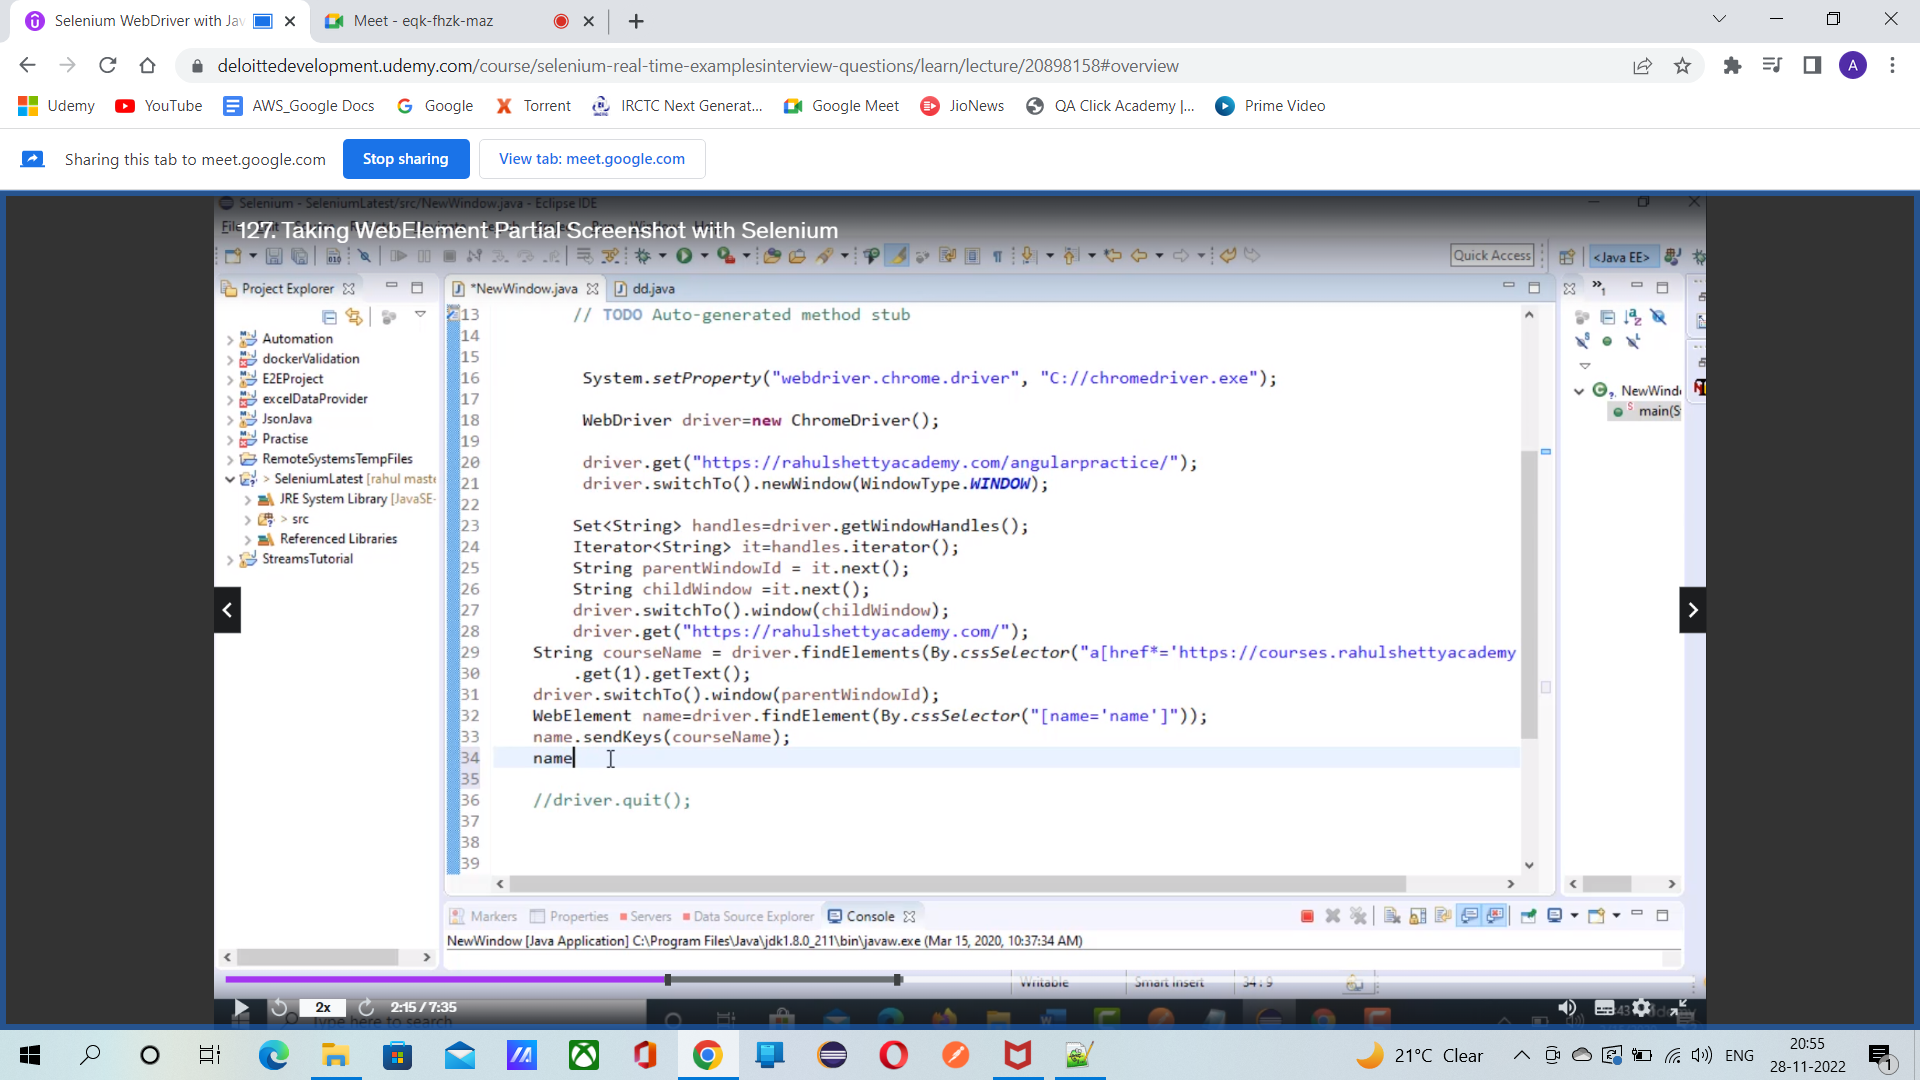 Selenium WebDriver with Jav
Meet - eqk-fhzk-maz
deloittedevelopment.udemy.com/course/selenium-real-time-examplesinterview-questions/learn/lecture/20898158#overview
A
Udemy
YouTube
AWS_Google Docs
Google
Torrent
IRCTC Next Generat...
Google Meet
JioNews
QA Click Academy |...
Prime Video
Sharing this tab to meet.google.com
Stop sharing
View tab: meet.google.com
Selenium - SeleniumLatest/src/NewWindow.java - Eclipse IDE
127. Taking WebElement Partial Screenshot with Selenium
Quick Access
<Java EE>
Project Explorer
*NewWindow.java
dd.java
Automation
dockerValidation
E2EProject
excelDataProvider
JsonJava
Practise
RemoteSystemsTempFiles
> SeleniumLatest [rahul maste
JRE System Library [JavaSE-
> src
Referenced Libraries
StreamsTutorial
13 // TODO Auto-generated method stub
14
15
16 System.setProperty("webdriver.chrome.driver", "C://chromedriver.exe");
17
18 WebDriver driver=new ChromeDriver();
19
20 driver.get("https://rahulshettyacademy.com/angularpractice/");
21 driver.switchTo().newWindow(WindowType.WINDOW);
22
23 Set<String> handles=driver.getWindowHandles();
24 Iterator<String> it=handles.iterator();
25 String parentWindowId = it.next();
26 String childWindow =it.next();
27 driver.switchTo().window(childWindow);
28 driver.get("https://rahulshettyacademy.com/");
29 String courseName = driver.findElements(By.cssSelector("a[href*='https://courses.rahulshettyacademy
30 .get(1).getText();
31 driver.switchTo().window(parentWindowId);
32 WebElement name=driver.findElement(By.cssSelector("[name='name']"));
33 name.sendKeys(courseName);
34 name
35
36 //driver.quit();
37
38
39
NewWind
main(S
Markers
Properties
Servers
Data Source Explorer
Console
NewWindow [Java Application] C:\Program Files\Java\jdk1.8.0_211\bin\javaw.exe (Mar 15, 2020, 10:37:34 AM)
Writable
Smart Insert
34 : 9
2x
2:15 / 7:35
Type here to search
21°C Clear
ENG
20:55
28-11-2022
1